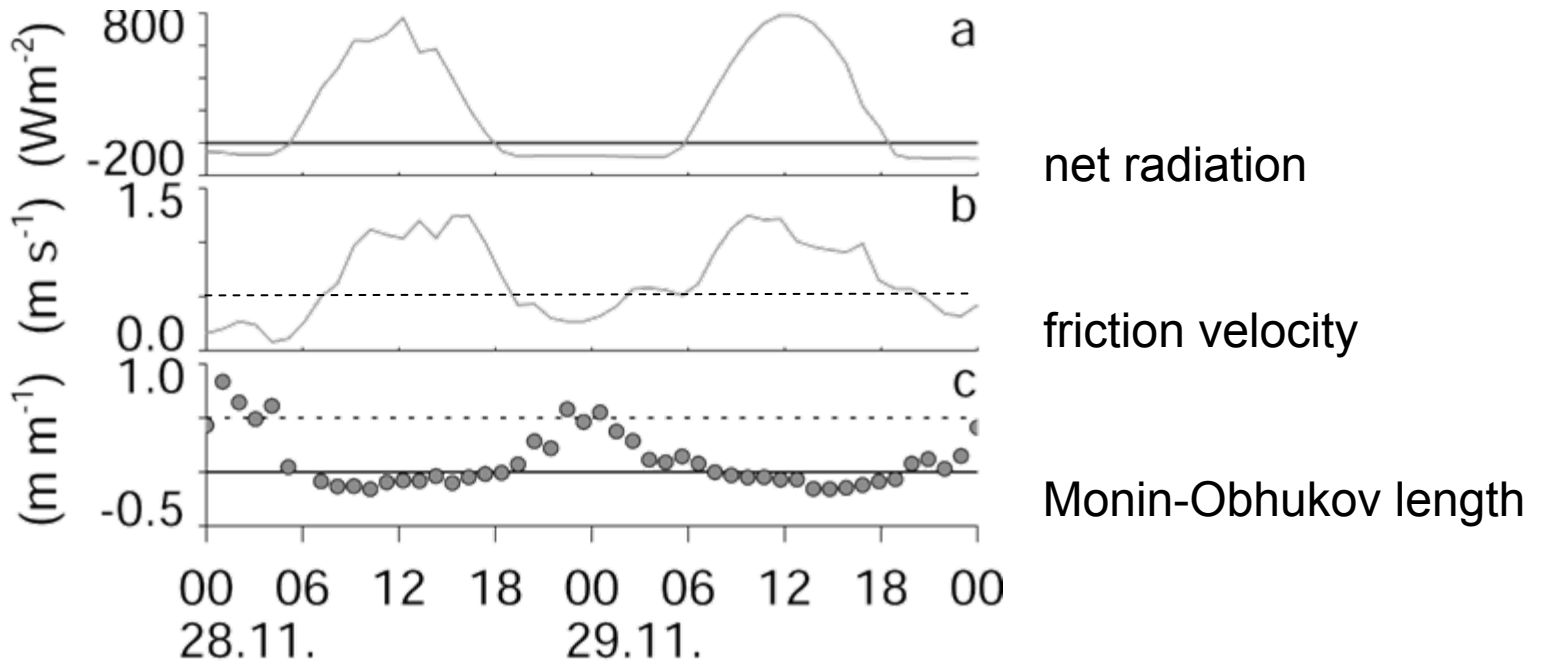 800
(Wm-2)
-200
a
net radiation
1.5
(m s-1)
0.0
b
friction velocity
1.0
(m m-1)
-0.5
c
Monin-Obhukov length
00 06 12 18 00 06 12 18 00
28.11. 29.11.